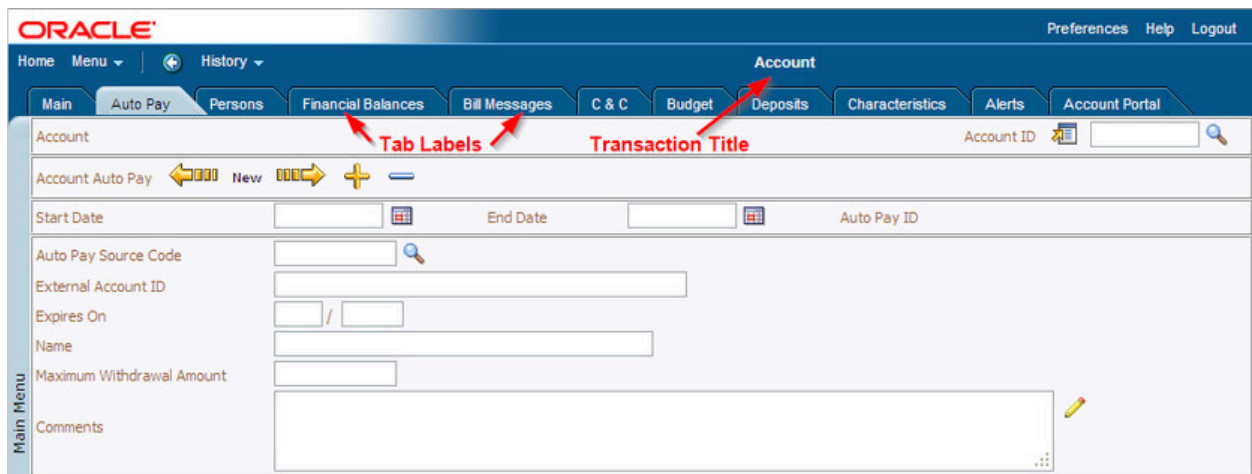 ORACLE
Preferences Help Logout
Home Menu History Account
Main Auto Pay Persons Financial Balances Bill Messages C & C Budget Deposits Characteristics Alerts Account Portal
Tab Labels Transaction Title
Account Account ID
Account Auto Pay New
Start Date End Date Auto Pay ID
Auto Pay Source Code
External Account ID
Expires On /
Name
Maximum Withdrawal Amount
Comments
Main Menu